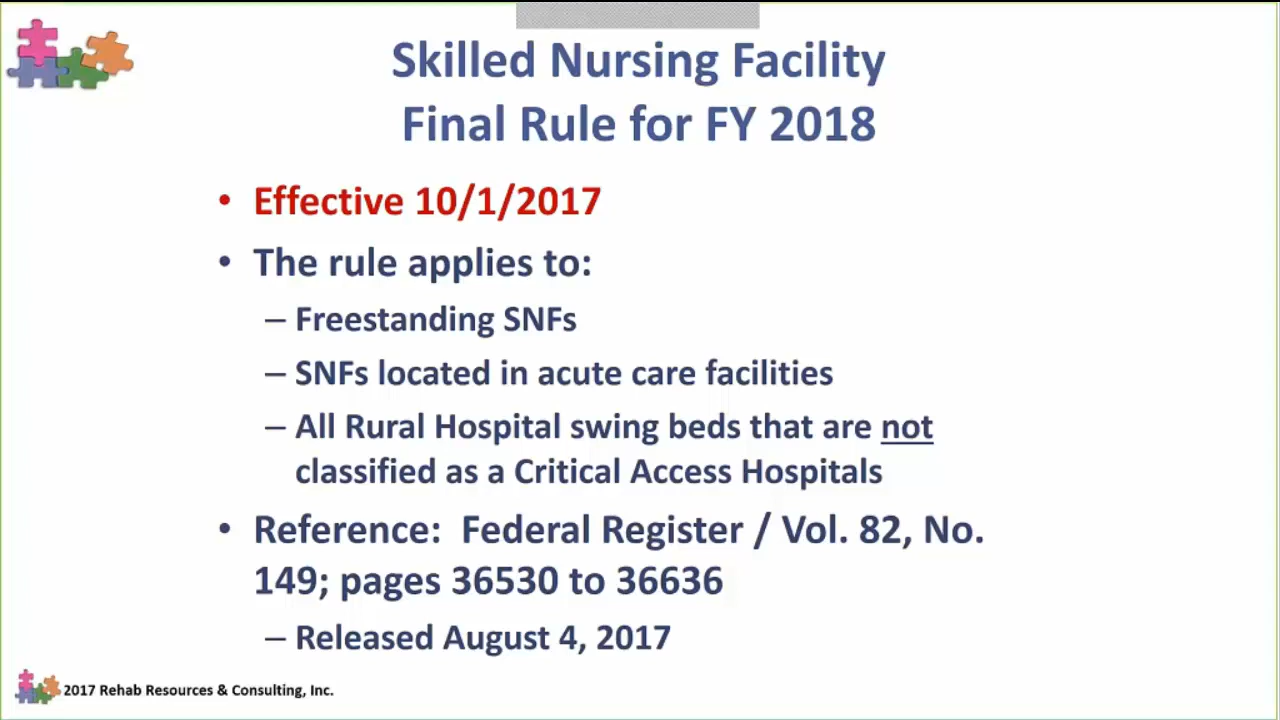 Skilled Nursing Facility
Final Rule for FY 2018
• Effective 10/1/2017
• The rule applies to:
– Freestanding SNFs
– SNFs located in acute care facilities
– All Rural Hospital swing beds that are not
classified as a Critical Access Hospitals
• Reference: Federal Register / Vol. 82, No.
149; pages 36530 to 36636
– Released August 4, 2017
2017 Rehab Resources & Consulting, Inc.